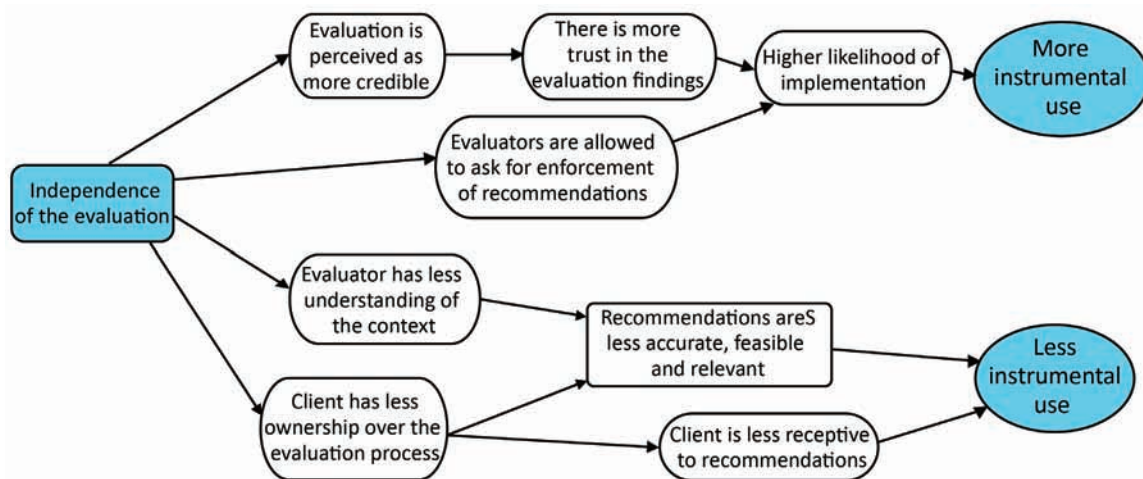 Evaluation is
perceived as
more credible
There is more
trust in the
evaluation findings
Higher likelihood of
implementation
More
instrumental
use
Evaluators are allowed
to ask for enforcement
of recommendations
Independence
of the evaluation
Evaluator has less
understanding of
the context
Recommendations areS
less accurate, feasible
and relevant
Less
instrumental
use
Client has less
ownership over the
evaluation process
Client is less receptive
to recommendations